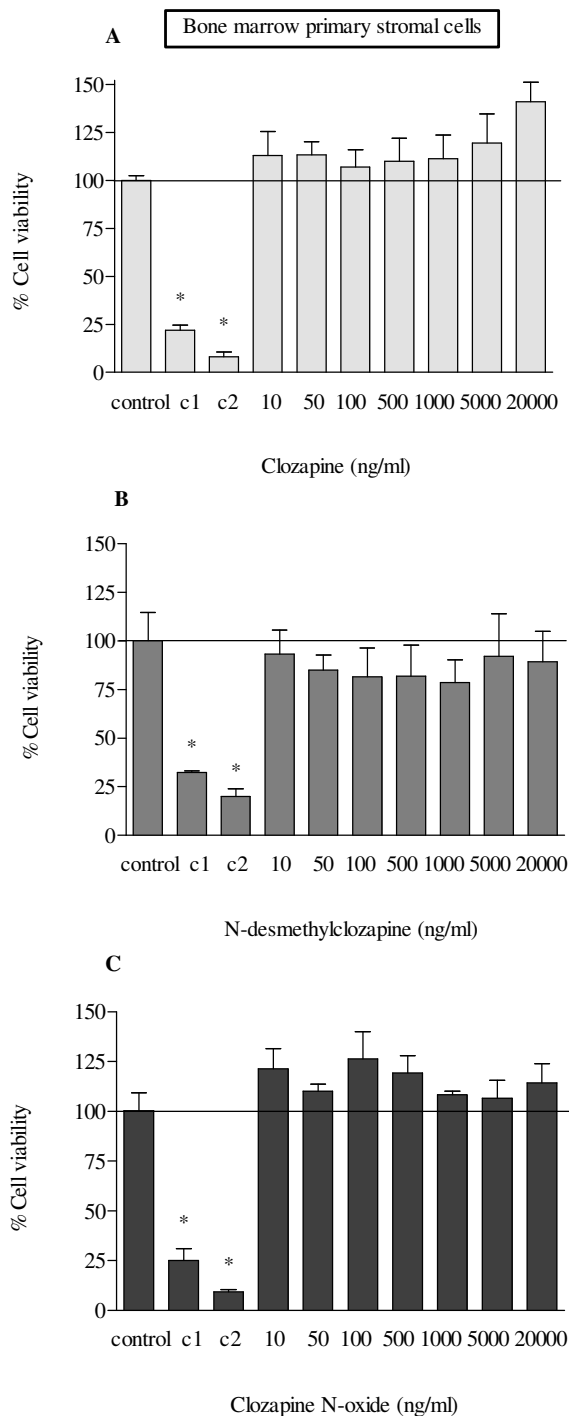 Bone marrow primary stromal cells
A
150
125
100
75
50
25
0
% Cell viability
* *
control c1 c2 10 50 100 500 1000 5000 20000
Clozapine (ng/ml)
B
150
125
100
75
50
25
0
% Cell viability
* *
control c1 c2 10 50 100 500 1000 5000 20000
N-desmethylclozapine (ng/ml)
C
150
125
100
75
50
25
0
% Cell viability
* *
control c1 c2 10 50 100 500 1000 5000 20000
Clozapine N-oxide (ng/ml)